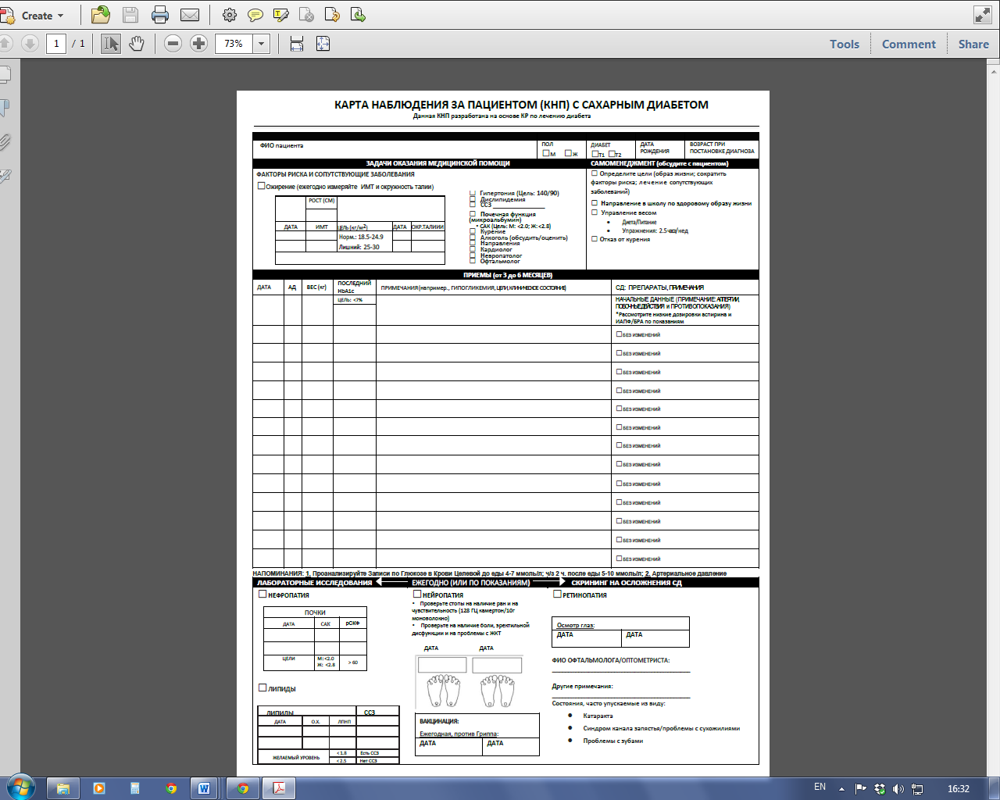 Create
1 / 1
73%
Tools
Comment
Share
КАРТА НАБЛЮДЕНИЯ ЗА ПАЦИЕНТОМ (КНП) С САХАРНЫМ ДИАБЕТОМ
Данная КНП разработана на основе КР по лечению диабета
ФИО пациента
ПОЛ
М Ж
ДИАБЕТ
Т1 Т2
ДАТА
РОЖДЕНИЯ
ВОЗРАСТ ПРИ
ПОСТАНОВКЕ ДИАГНОЗА
ЗАДАЧИ ОКАЗАНИЯ МЕДИЦИНСКОЙ ПОМОЩИ
САМОМЕНЕДЖМЕНТ (обсудите с пациентом)
ФАКТОРЫ РИСКА И СОПУТСТВУЮЩИЕ ЗАБОЛЕВАНИЯ
Ожирение (ежегодно измеряйте ИМТ и окружность талии)
РОСТ (СМ)
ДАТА ИМТ ЦЕЛЬ (кг/м²) ДАТА ОКР.ТАЛИИИ
Норм.: 18.5-24.9
Лишний: 25-30
Гипертония (Цель: 140/90)
Дислипидемия
ССЗ
Почечная функция
(микроальбумин)
• САК (Цель: М: <2.0; Ж: <2.8)
Курение
Алкоголь (обсудить/оценить)
Направления
Кардиолог
Невропатолог
Офтальмолог
Определите цели (образ жизни; сократить
факторы риска; лечение сопутствующих
заболеваний)
Направление в школу по здоровому образу жизни
Управление весом
• Диета/Питание
• Упражнения: 2.5 часа/нед
Отказ от курения
ПРИЕМЫ (от 3 до 6 МЕСЯЦЕВ)
ДАТА АД ВЕС (кг)
ПОСЛЕДНИЙ
HbA1c
ПРИМЕЧАНИЯ (например., ГИПОГЛИКЕМИЯ, ЦЕЛИ, КЛИНИЧЕСКОЕ СОСТОЯНИЕ)
СД: ПРЕПАРАТЫ, ПРИМЕЧАНИЯ
ЦЕЛЬ: <7%
НАЧАЛЬНЫЕ ДАННЫЕ (ПРИМЕЧАНИЕ: АЛЛЕРГИИ,
ПОБОЧНЫЕ ДЕЙСТВИЯ и ПРОТИВОПОКАЗАНИЯ)
*Рассмотрите низкие дозировки аспирина и
ИАПФ/БРА по показаниям
БЕЗ ИЗМЕНЕНИЙ
БЕЗ ИЗМЕНЕНИЙ
БЕЗ ИЗМЕНЕНИЙ
БЕЗ ИЗМЕНЕНИЙ
БЕЗ ИЗМЕНЕНИЙ
БЕЗ ИЗМЕНЕНИЙ
БЕЗ ИЗМЕНЕНИЙ
БЕЗ ИЗМЕНЕНИЙ
БЕЗ ИЗМЕНЕНИЙ
БЕЗ ИЗМЕНЕНИЙ
БЕЗ ИЗМЕНЕНИЙ
БЕЗ ИЗМЕНЕНИЙ
БЕЗ ИЗМЕНЕНИЙ
НАПОМИНАНИЯ: 1. Проанализируйте Записи по Глюкозе в Крови Целевой до еды 4-7 ммоль/л; ч/з 2 ч. после еды 5-10 ммоль/л; 2. Артериальное давление
ЛАБОРАТОРНЫЕ ИССЛЕДОВАНИЯ ЕЖЕГОДНО (ИЛИ ПО ПОКАЗАНИЯМ) СКРИНИНГ НА ОСЛОЖНЕНИЯ СД
НЕФРОПАТИЯ
ПОЧКИ
ДАТА САК рСКФ
ЦЕЛИ
М: <2.0
Ж: <2.8
> 60
ЛИПИДЫ
ЛИПИДЫ ССЗ
ДАТА О.Х. ЛПНП
ЖЕЛАЕМЫЙ УРОВЕНЬ
< 1.8 Есть ССЗ
< 2.5 Нет ССЗ
НЕЙРОПАТИЯ
• Проверьте стопы на наличие ран и на
чувствительность (128 ГЦ камертон/10г
моноволокно)
• Проверьте на наличие боли, эректильной
дисфункции и на проблемы с ЖКТ
ДАТА ДАТА
ВАКЦИНАЦИЯ:
Ежегодная, против Гриппа:
ДАТА ДАТА
РЕТИНОПАТИЯ
Осмотр глаз:
ДАТА ДАТА
ФИО ОФТАЛЬМОЛОГА/ОПТОМЕТРИСТА:
Другие примечания:
Состояния, часто упускаемые из виду:
• Катаракта
• Синдром канала запястья/проблемы с сухожилиями
• Проблемы с зубами
EN
16:32